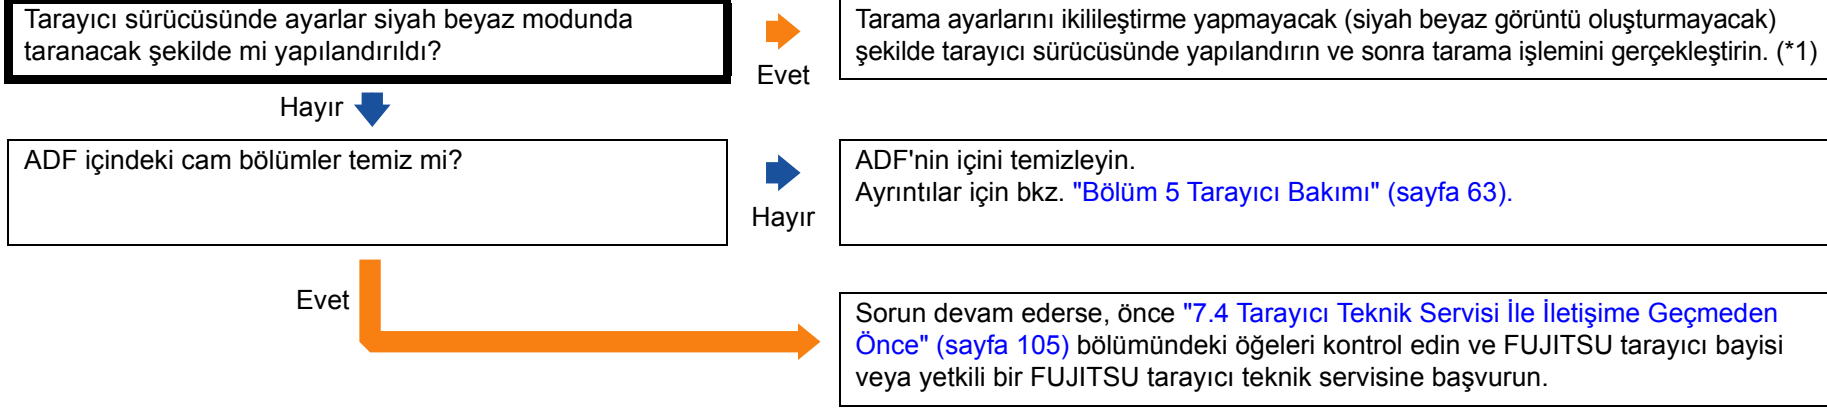 Tarayıcı sürücüsünde ayarlar siyah beyaz modunda
taranacak şekilde mi yapılandırıldı?
Evet
Tarama ayarlarını ikilileştirme yapmayacak (siyah beyaz görüntü oluşturmayacak)
şekilde tarayıcı sürücüsünde yapılandırın ve sonra tarama işlemini gerçekleştirin. (*1)
Hayır
ADF içindeki cam bölümler temiz mi?
Hayır
ADF'nin içini temizleyin.
Ayrıntılar için bkz. "Bölüm 5 Tarayıcı Bakımı" (sayfa 63).
Evet
Sorun devam ederse, önce "7.4 Tarayıcı Teknik Servisi İle İletişime Geçmeden
Önce" (sayfa 105) bölümündeki öğeleri kontrol edin ve FUJITSU tarayıcı bayisi
veya yetkili bir FUJITSU tarayıcı teknik servisine başvurun.